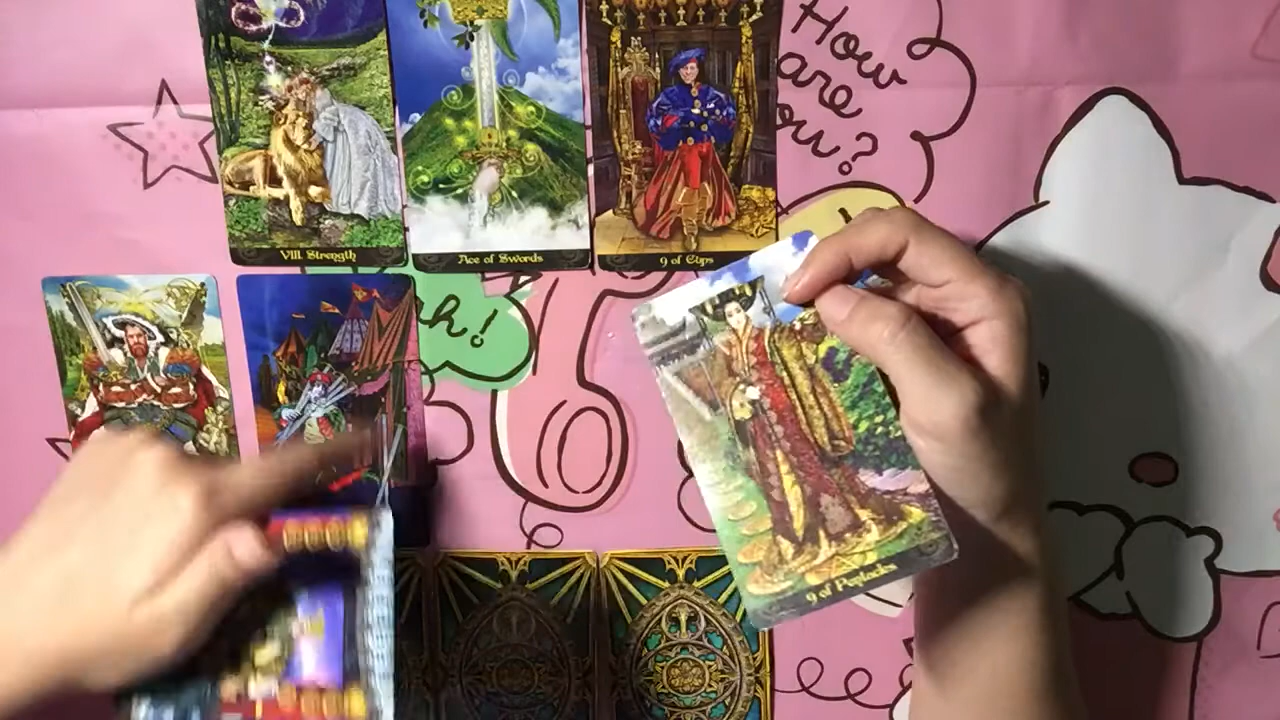 How
are
you?
VIII Strength
Ace of Swords
9 of Cups
9 of Pentacles